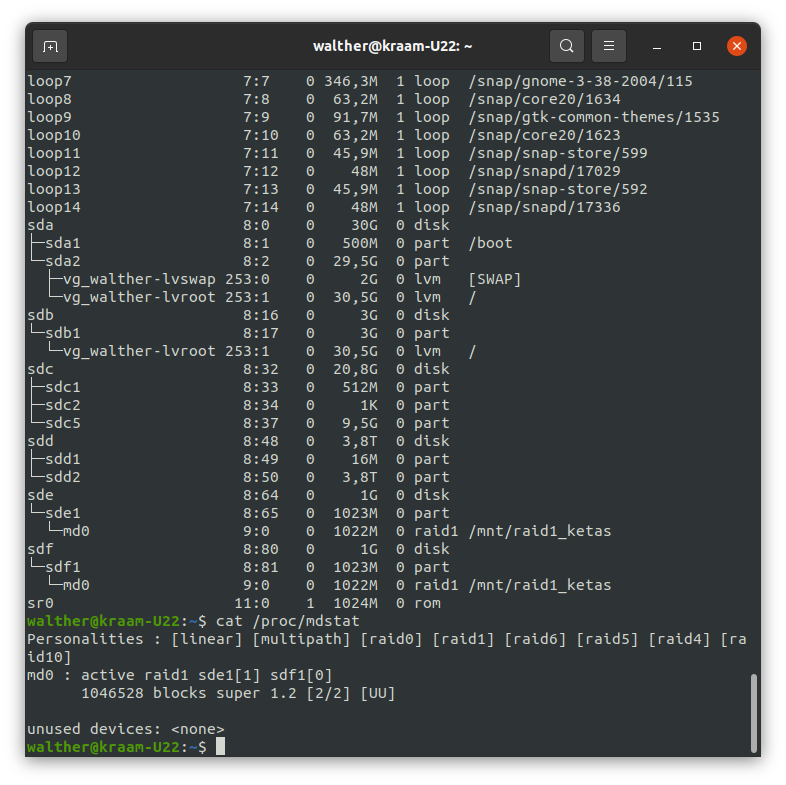 walther@kraam-U22: ~
loop7 7:7 0 346,3M 1 loop /snap/gnome-3-38-2004/115
loop8 7:8 0 63,2M 1 loop /snap/core20/1634
loop9 7:9 0 91,7M 1 loop /snap/gtk-common-themes/1535
loop10 7:10 0 63,2M 1 loop /snap/core20/1623
loop11 7:11 0 45,9M 1 loop /snap/snap-store/599
loop12 7:12 0 48M 1 loop /snap/snapd/17029
loop13 7:13 0 45,9M 1 loop /snap/snap-store/592
loop14 7:14 0 48M 1 loop /snap/snapd/17336
sda 8:0 0 30G 0 disk
├─sda1 8:1 0 500M 0 part /boot
└─sda2 8:2 0 29,5G 0 part
  ├─vg_walther-lvswap 253:0 0 2G 0 lvm [SWAP]
  └─vg_walther-lvroot 253:1 0 30,5G 0 lvm /
sdb 8:16 0 3G 0 disk
└─sdb1 8:17 0 3G 0 part
  └─vg_walther-lvroot 253:1 0 30,5G 0 lvm /
sdc 8:32 0 20,8G 0 disk
├─sdc1 8:33 0 512M 0 part
├─sdc2 8:34 0 1K 0 part
└─sdc5 8:37 0 9,5G 0 part
sdd 8:48 0 3,8T 0 disk
├─sdd1 8:49 0 16M 0 part
└─sdd2 8:50 0 3,8T 0 part
sde 8:64 0 1G 0 disk
└─sde1 8:65 0 1023M 0 part
  └─md0 9:0 0 1022M 0 raid1 /mnt/raid1_ketas
sdf 8:80 0 1G 0 disk
└─sdf1 8:81 0 1023M 0 part
  └─md0 9:0 0 1022M 0 raid1 /mnt/raid1_ketas
sr0 11:0 1 1024M 0 rom
walther@kraam-U22:~$ cat /proc/mdstat
Personalities : [linear] [multipath] [raid0] [raid1] [raid6] [raid5] [raid4] [ra
id10]
md0 : active raid1 sde1[1] sdf1[0]
      1046528 blocks super 1.2 [2/2] [UU]
unused devices: <none>
walther@kraam-U22:~$